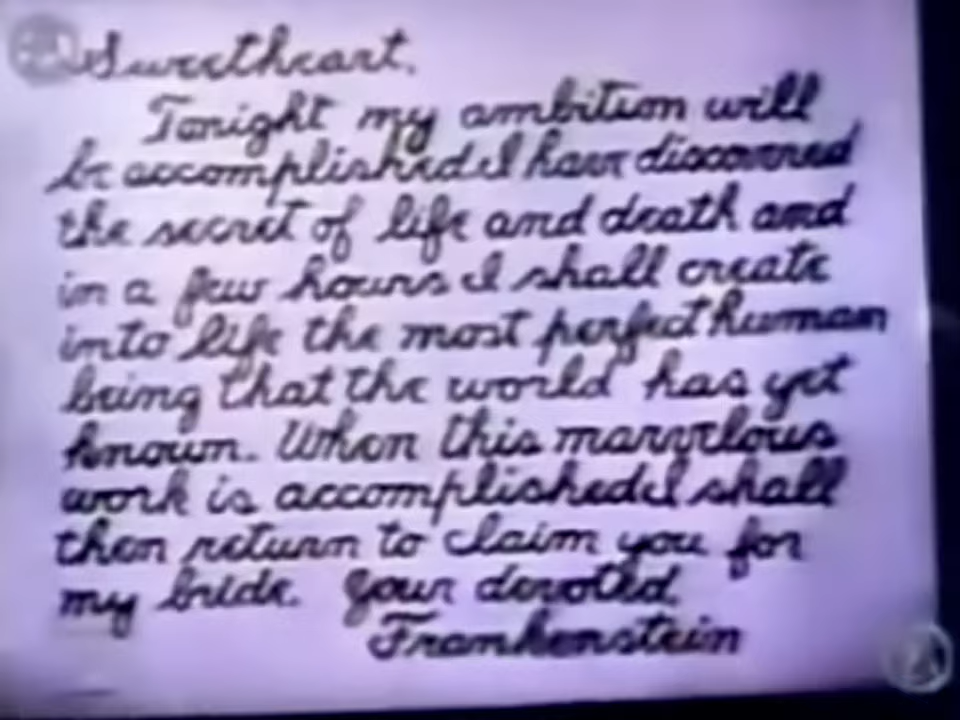 Sweetheart.
Tonight my ambition will
be accomplished I have discovered
the secret of life and death and
in a few hours I shall create
into life the most perfect human
being that the world has yet
known. When this marvelous
work is accomplished I shall
then return to claim you for
my bride. Your devoted
Frankenstein